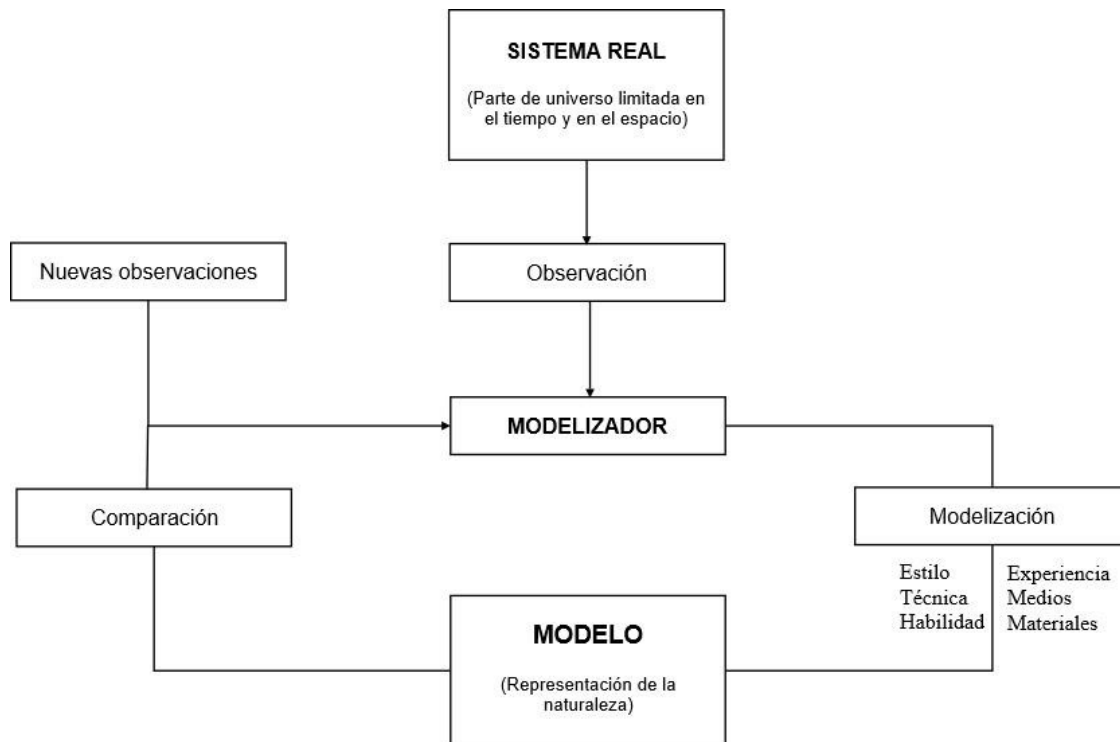 SISTEMA REAL
(Parte de universo limitada en
el tiempo y en el espacio)
Nuevas observaciones
Observación
MODELIZADOR
Comparación
Modelización
Estilo
Técnica
Habilidad
Experiencia
Medios
Materiales
MODELO
(Representación de la
naturaleza)